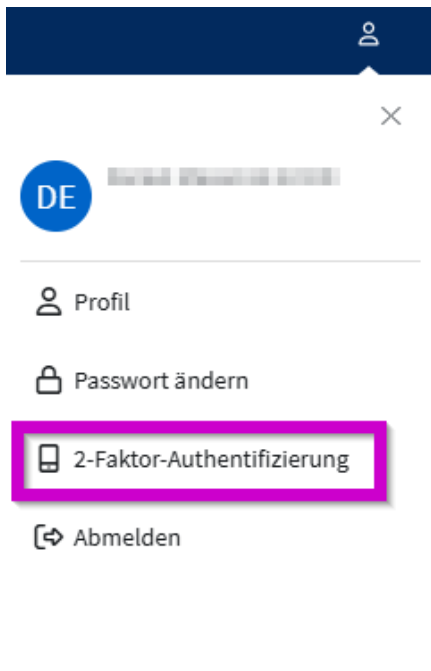 DE
Profil
Passwort ändern
2-Faktor-Authentifizierung
Abmelden